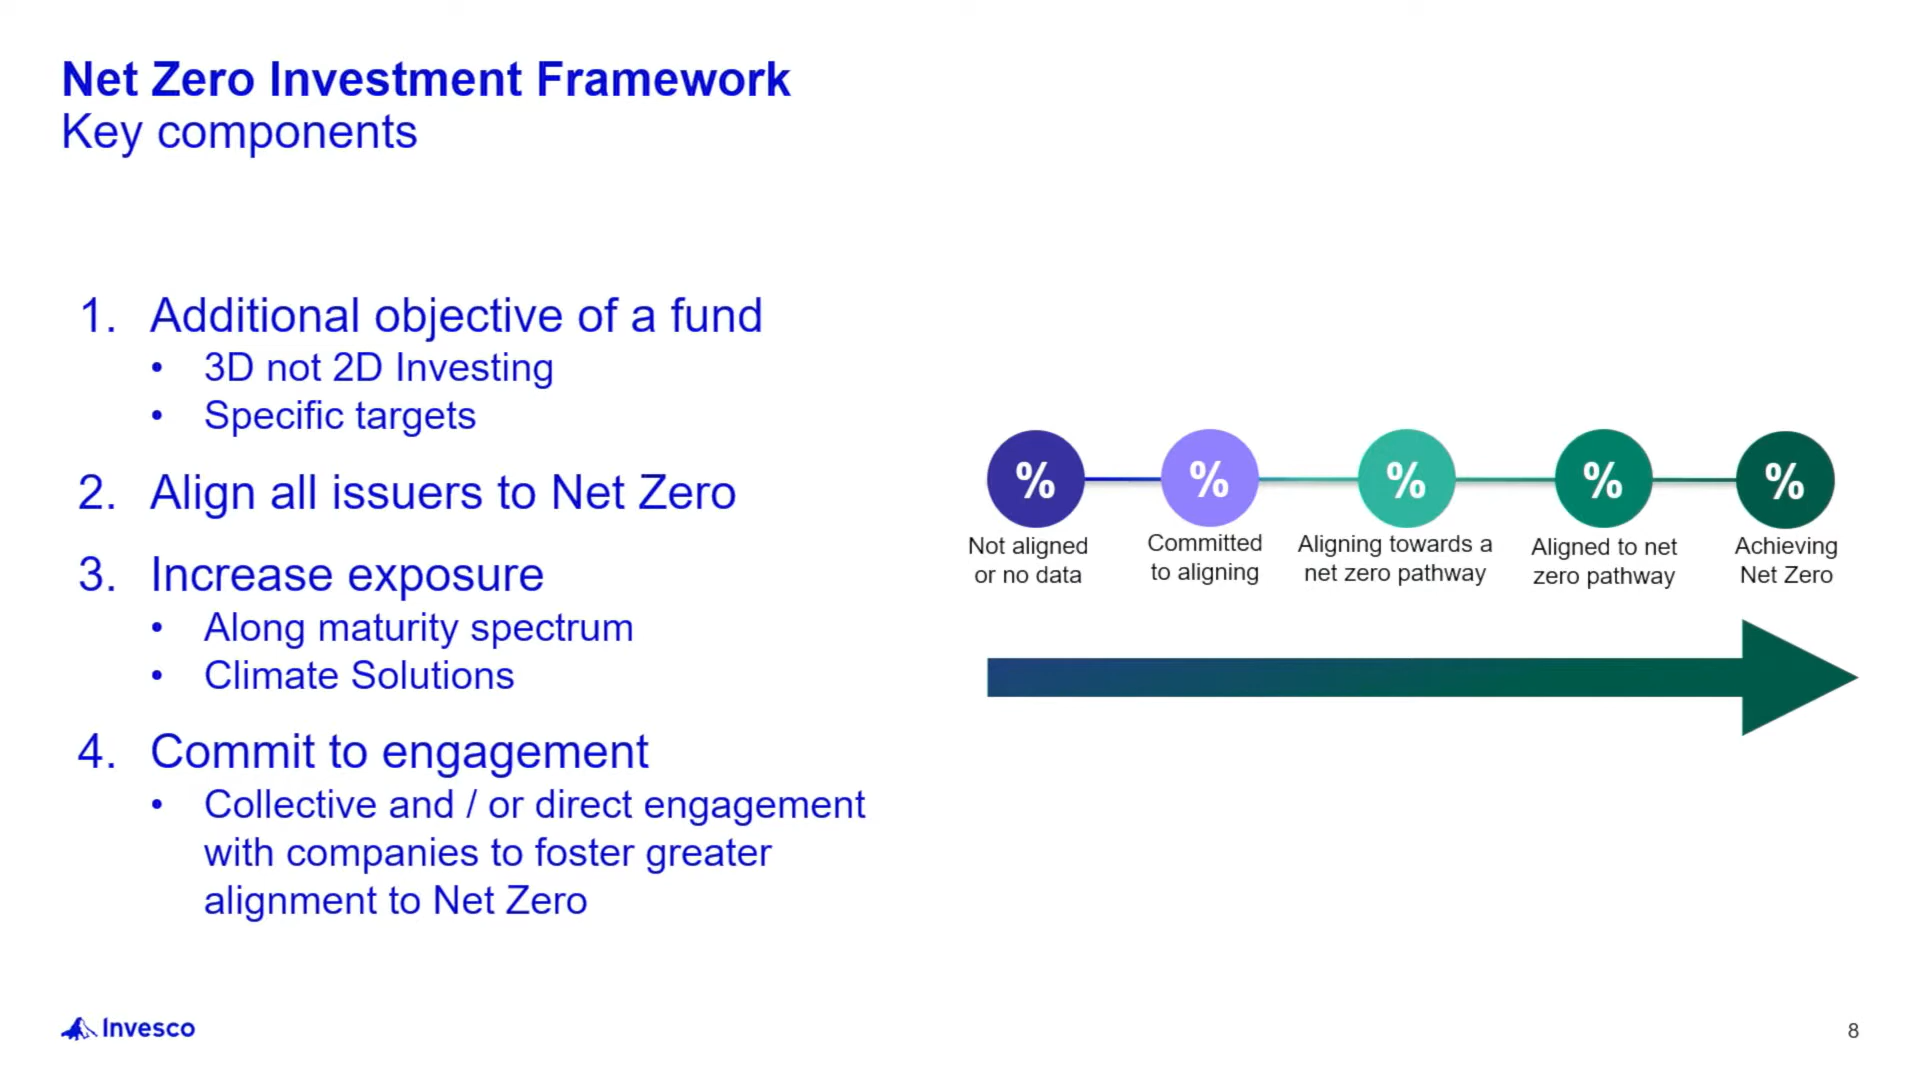 Net Zero Investment Framework
Key components
1. Additional objective of a fund
• 3D not 2D Investing
• Specific targets
2. Align all issuers to Net Zero
3. Increase exposure
• Along maturity spectrum
• Climate Solutions
4. Commit to engagement
• Collective and / or direct engagement
with companies to foster greater
alignment to Net Zero
% % % % %
Not aligned
or no data
Committed
to aligning
Aligning towards a
net zero pathway
Aligned to net
zero pathway
Achieving
Net Zero
Invesco
8